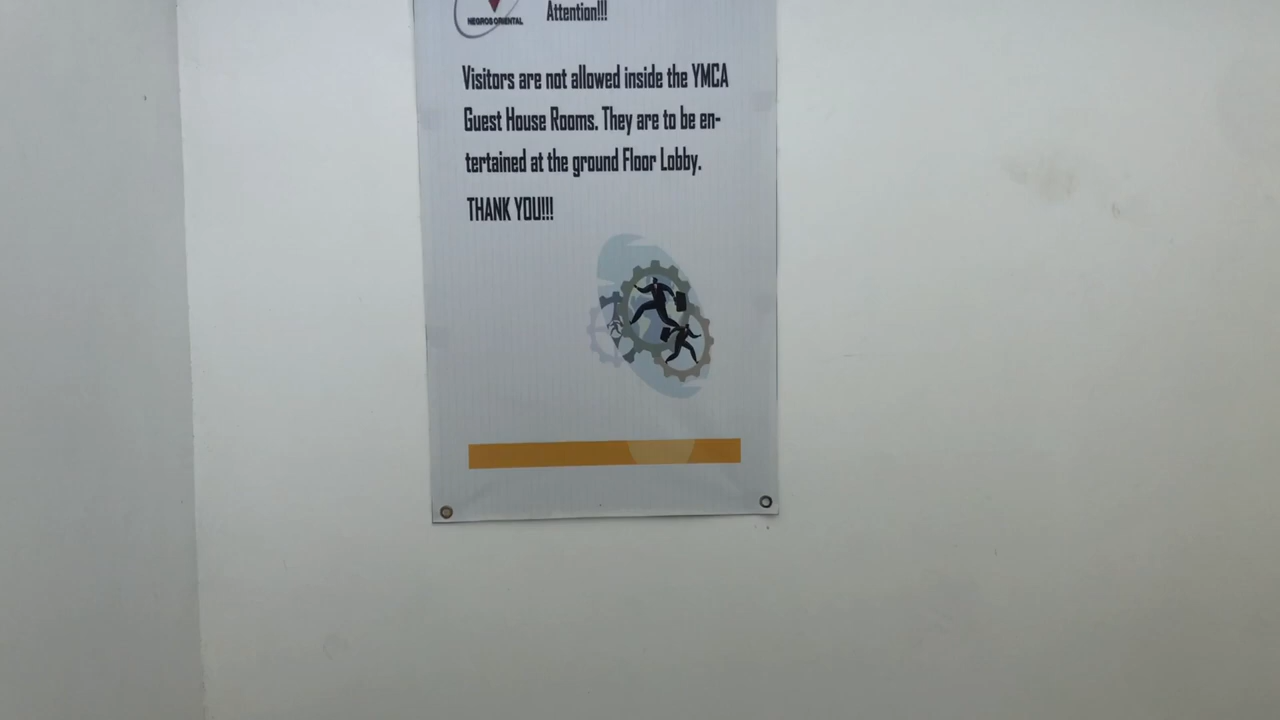 NEGROS ORIENTAL
Attention!!!
Visitors are not allowed inside the YMCA
Guest House Rooms. They are to be en-
tertained at the ground Floor Lobby.
THANK YOU!!!